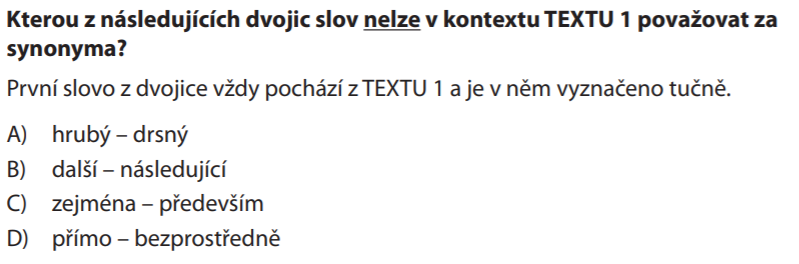 Kterou z následujících dvojic slov nelze v kontextu TEXTU 1 považovat za
synonyma?
První slovo z dvojice vždy pochází z TEXTU 1 a je v něm vyznačeno tučně.
A) hrubý – drsný
B) další – následující
C) zejména – především
D) přímo – bezprostředně